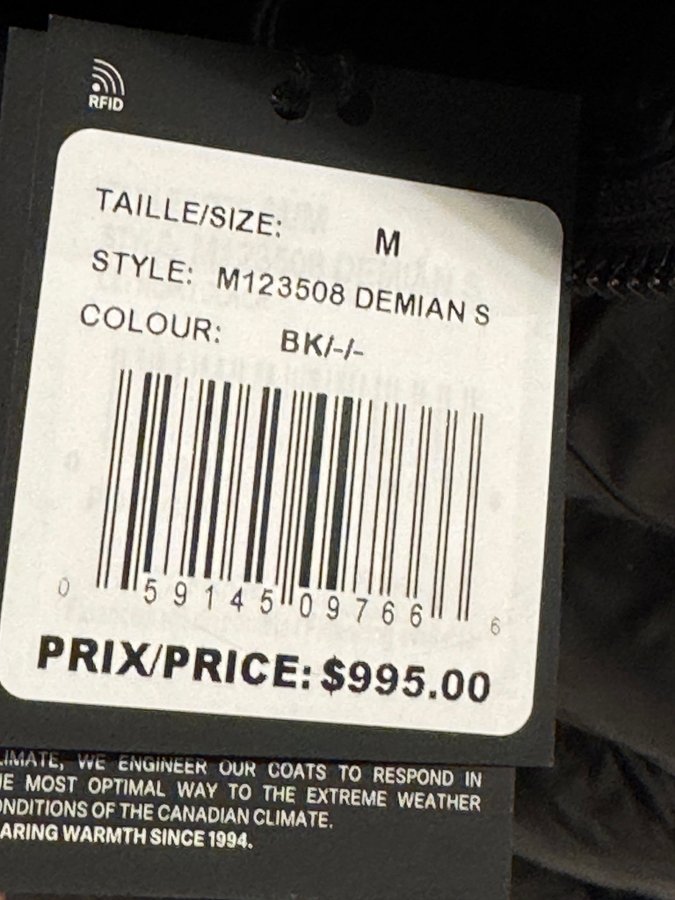 RFID
TAILLE/SIZE: M
STYLE: M123508 DEMIAN S
COLOUR: BK/-/-
0 59145 09766 6
PRIX/PRICE: $995.00
LIMATE, WE ENGINEER OUR COATS TO RESPOND IN
E MOST OPTIMAL WAY TO THE EXTREME WEATHER
ONDITIONS OF THE CANADIAN CLIMATE.
ARING WARMTH SINCE 1994.